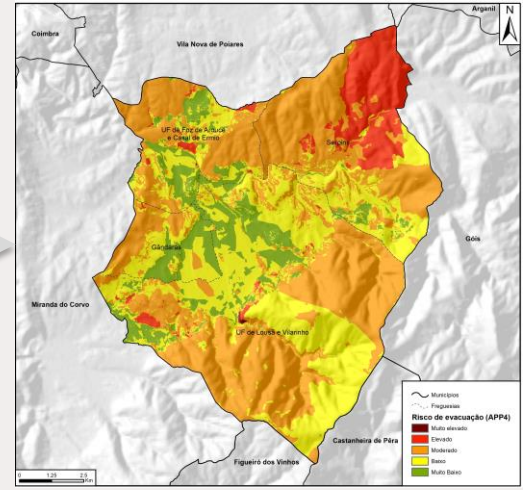 Arganil
N
Coimbra
Vila Nova de Poiares
UF de Foz de Arouce
e Casal de Ermio
Serpins
Góis
Gândaras
Miranda do Corvo
UF de Lousã e Vilarinho
Castanheira de Pêra
Figueiró dos Vinhos
Municípios
Freguesias
Risco de evacuação (APP4)
Muito elevado
Elevado
Moderado
Baixo
Muito Baixo
0 1.25 2.5
Km